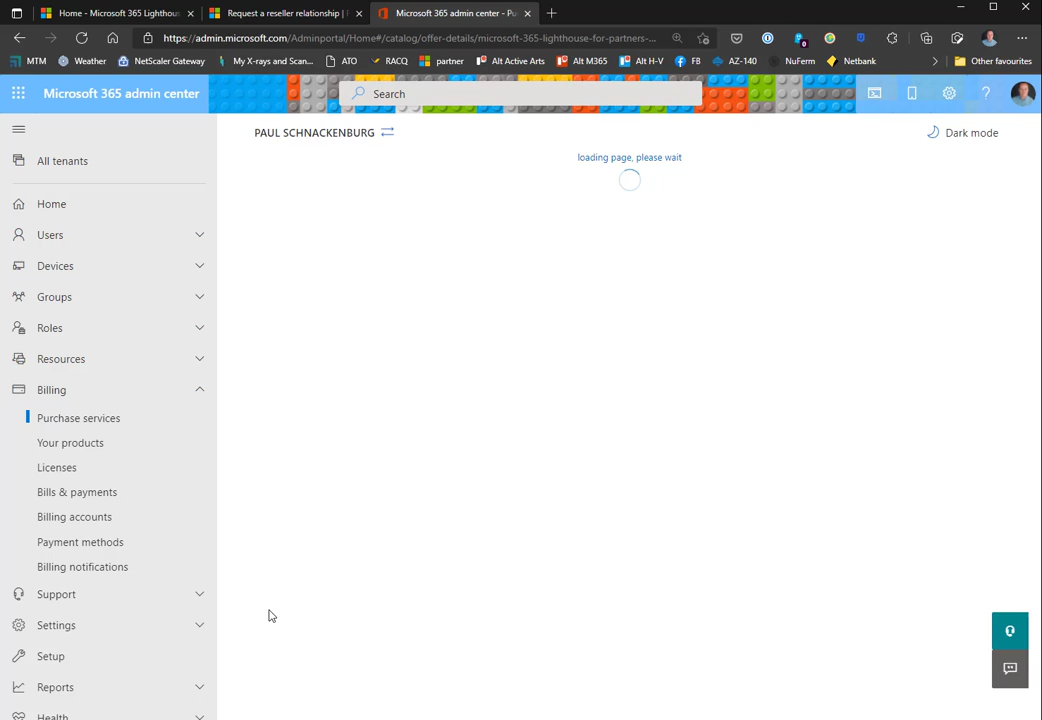 Home - Microsoft 365 Lighthous
Request a reseller relationship |
Microsoft 365 admin center - Pu
https://admin.microsoft.com/Adminportal/Home#/catalog/offer-details/microsoft-365-lighthouse-for-partners-...
0
MTM
Weather
NetScaler Gateway
My X-rays and Scan...
ATO
RACQ
partner
Alt Active Arts
Alt M365
Alt H-V
FB
AZ-140
NuFerm
Netbank
Other favourites
Microsoft 365 admin center
Search
PAUL SCHNACKENBURG
Dark mode
loading page, please wait
All tenants
Home
Users
Devices
Groups
Roles
Resources
Billing
Purchase services
Your products
Licenses
Bills & payments
Billing accounts
Payment methods
Billing notifications
Support
Settings
Setup
Reports
Health